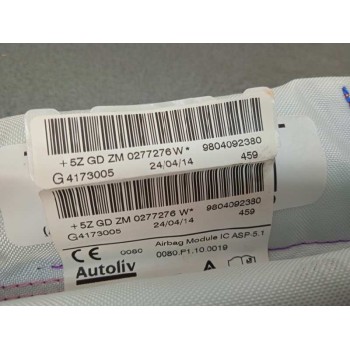 +5Z GD ZM 0277276 W* 9804092380
G4173005 24/04/14 459
+5Z GD ZM 0277276 W* 9804092380
G4173005 24/04/14 459
CE 0080 Airbag Module IC ASP 5.1
Autoliv 0080.P1.10.0019
A